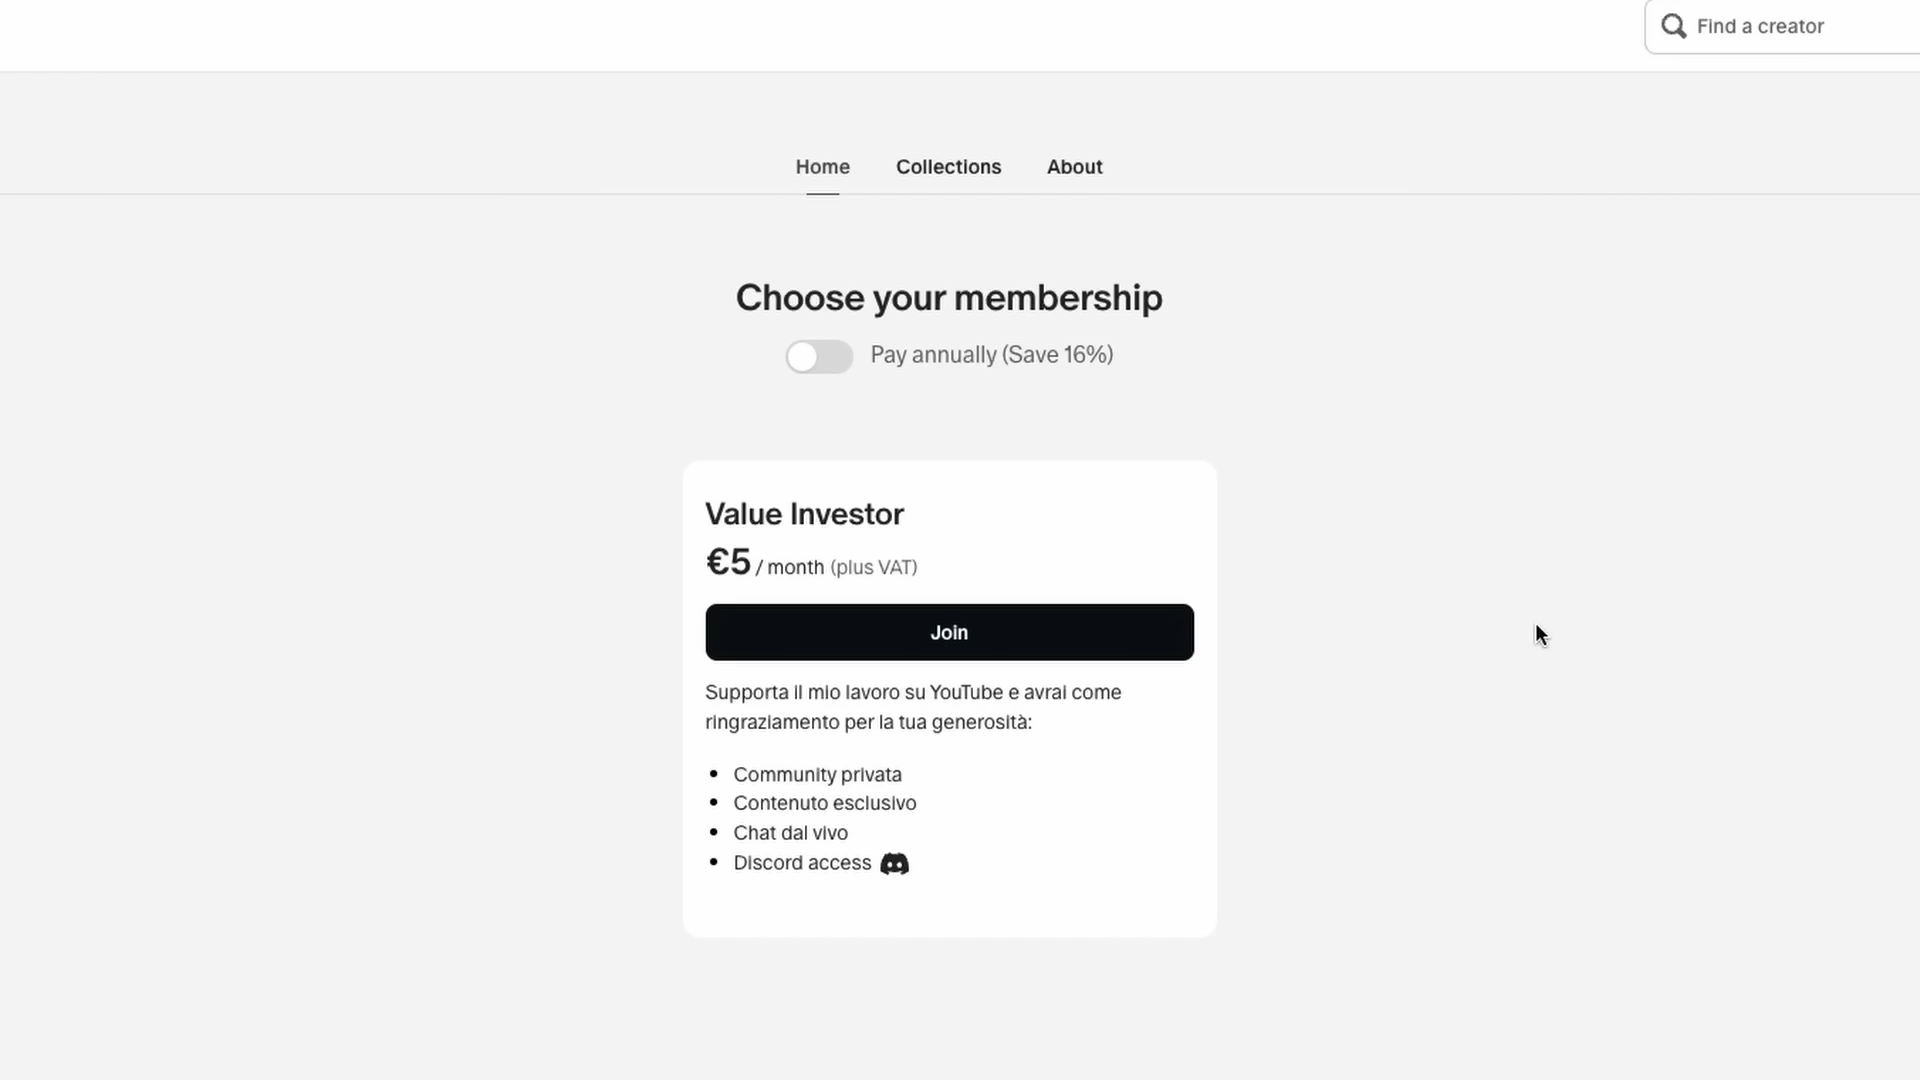 Find a creator
Home
Collections
About
Choose your membership
Pay annually (Save 16%)
Value Investor
€5 / month (plus VAT)
Join
Supporta il mio lavoro su YouTube e avrai come
ringraziamento per la tua generosità:
Community privata
Contenuto esclusivo
Chat dal vivo
Discord access